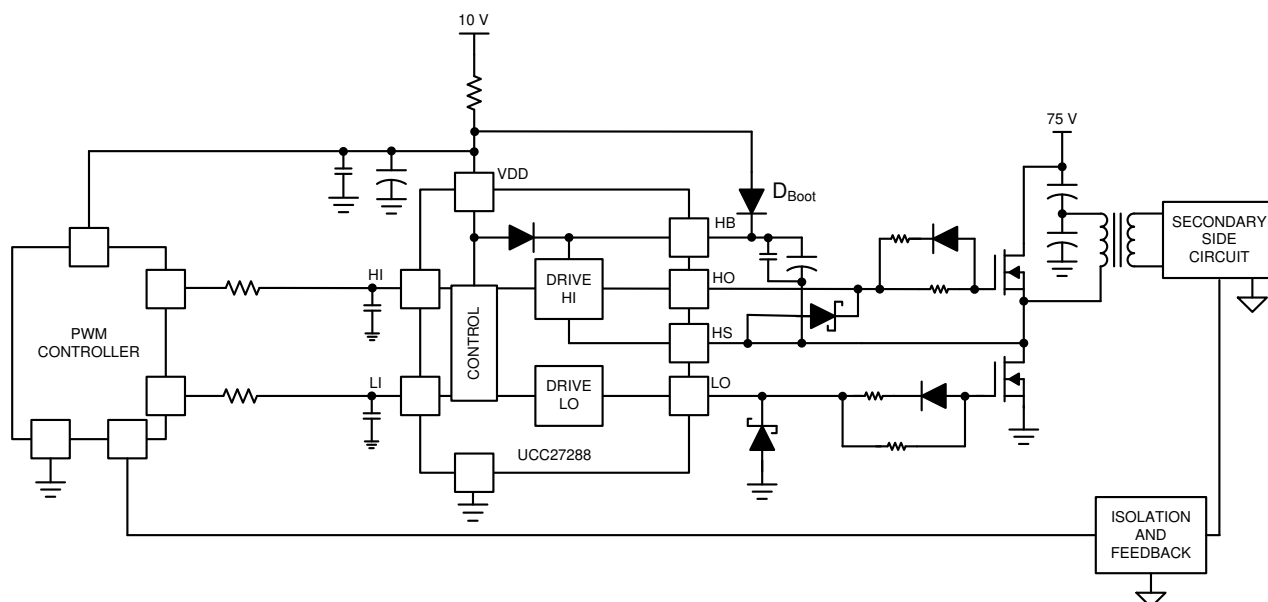 10 V
75 V
VDD
D_Boot
HB
SECONDARY
SIDE
CIRCUIT
HI
DRIVE
HI
HO
PWM
CONTROLLER
CONTROL
HS
LI
DRIVE
LO
LO
UCC27288
ISOLATION
AND
FEEDBACK